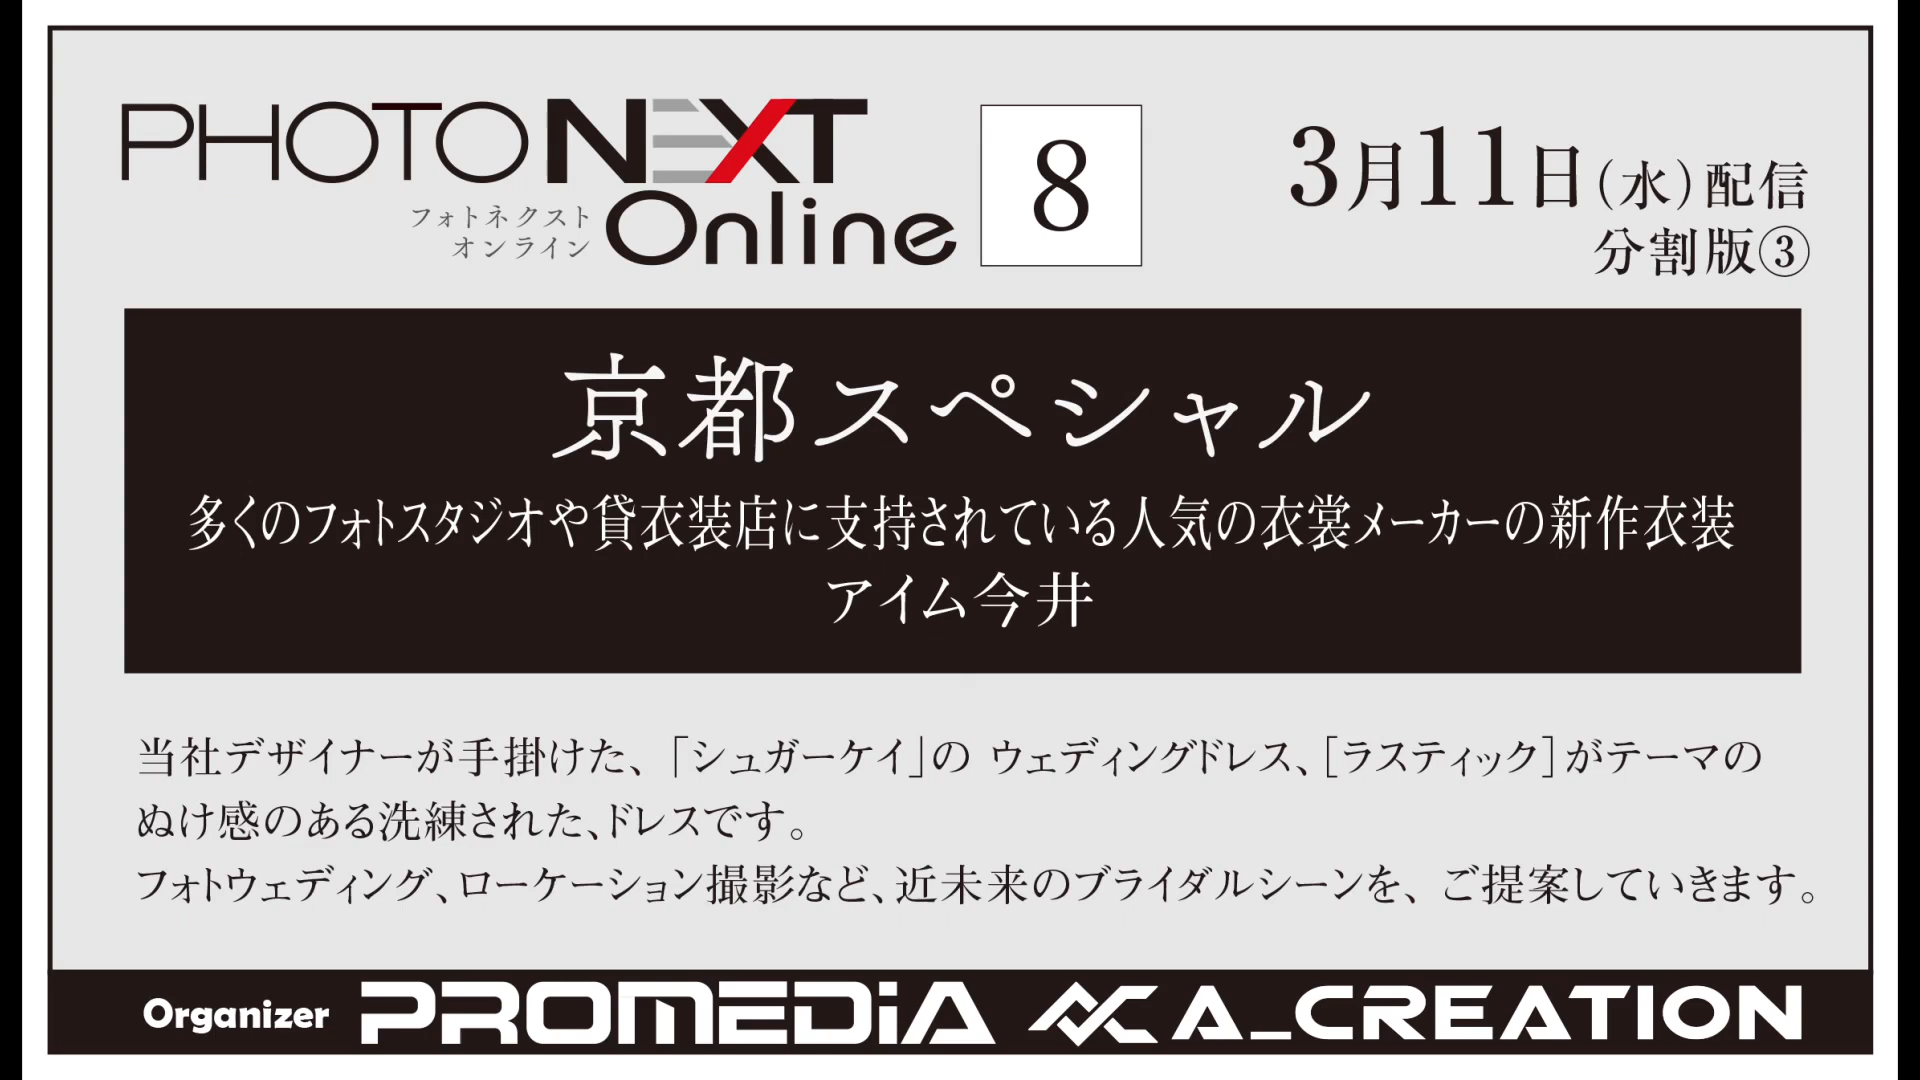 PHOTONEXT
フォトネクスト
オンライン
Online
8
3月11日（水）配信
分割版③
京都スペシャル
多くのフォトスタジオや貸衣装店に支持されている人気の衣裳メーカーの新作衣装
アイム今井
当社デザイナーが手掛けた、「シュガーケイ」の ウェディングドレス、［ラスティック］がテーマの
ぬけ感のある洗練された、ドレスです。
フォトウェディング、ローケーション撮影など、近未来のブライダルシーンを、ご提案していきます。
Organizer PROMEDiA A_CREATION